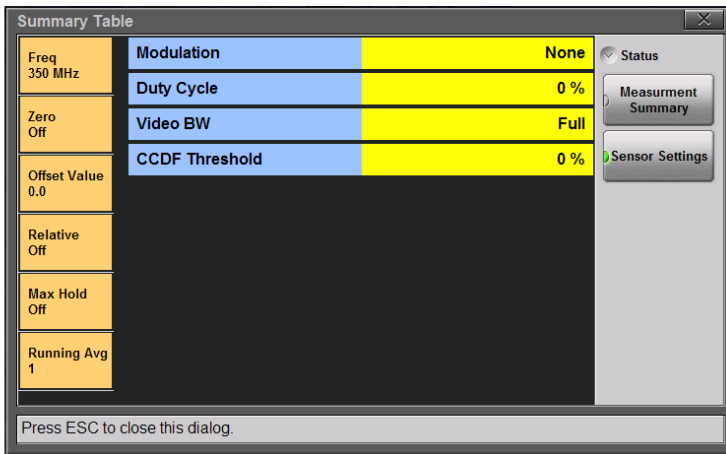 Summary Table
Freq
350 MHz
Zero
Off
Offset Value
0.0
Relative
Off
Max Hold
Off
Running Avg
1
Modulation None
Duty Cycle 0 %
Video BW Full
CCDF Threshold 0 %
Status
Measurment
Summary
Sensor Settings
Press ESC to close this dialog.